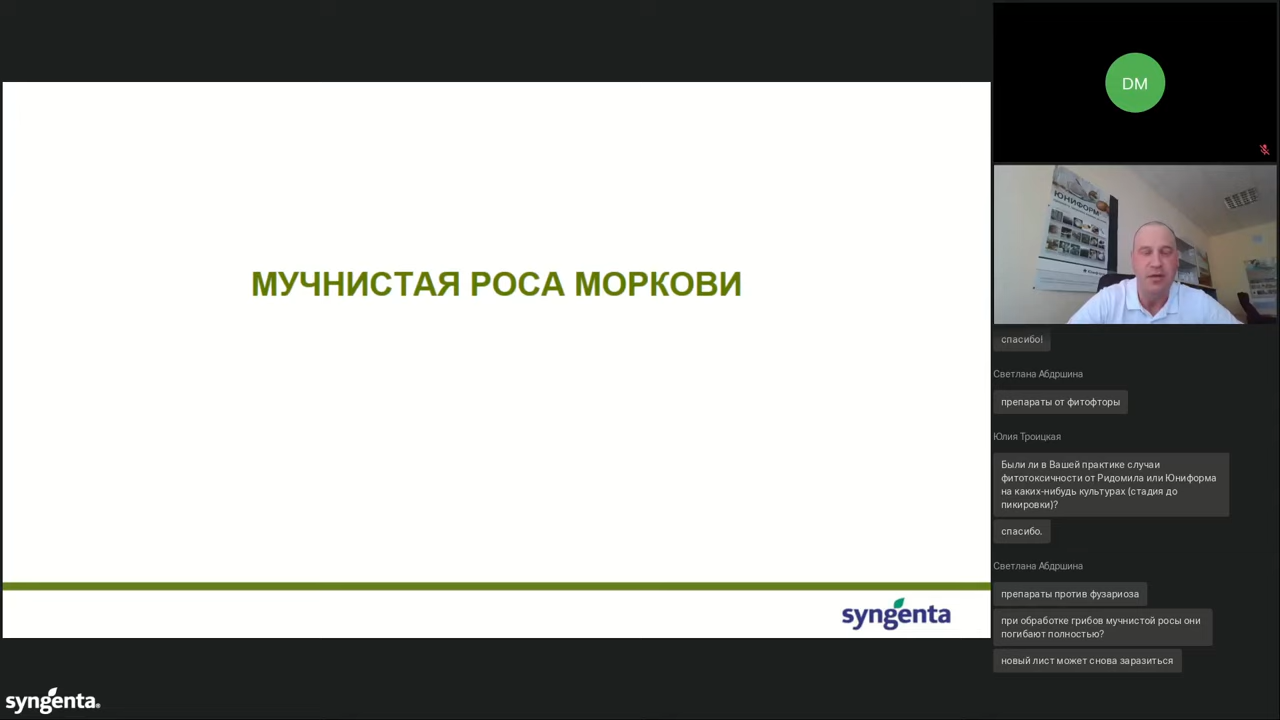 МУЧНИСТАЯ РОСА МОРКОВИ
syngenta
syngenta
DM
ЮНИФОРМ
спасибо!
Светлана Абдршина
препараты от фитофторы
Юлия Троицкая
Были ли в Вашей практике случаи
фитотоксичности от Ридомила или Юниформа
на каких-нибудь культурах (стадия до
пикировки)?
спасибо.
Светлана Абдршина
препараты против фузариоза
при обработке грибов мучнистой росы они
погибают полностью?
новый лист может снова заразиться